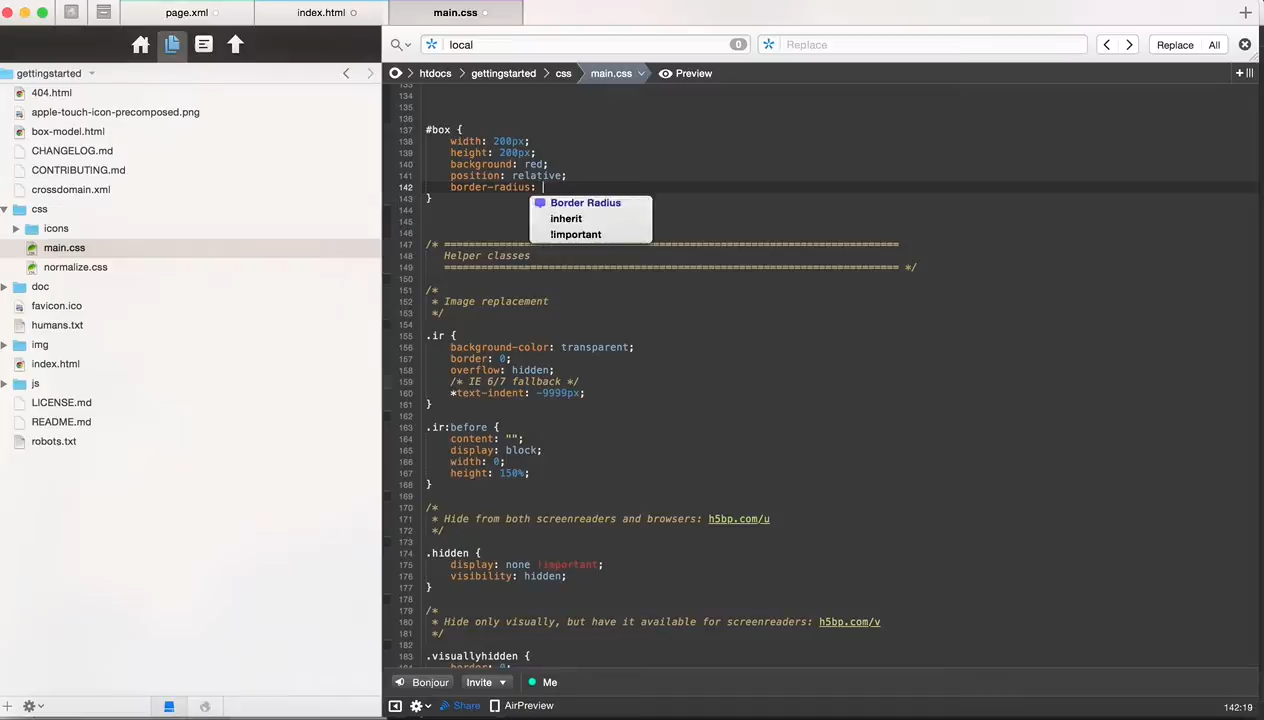 page.xml
index.html
main.css
local
0
Replace
Replace
All
gettingstarted
htdocs
gettingstarted
css
main.css
Preview
404.html
apple-touch-icon-precomposed.png
box-model.html
CHANGELOG.md
CONTRIBUTING.md
crossdomain.xml
css
icons
main.css
normalize.css
doc
favicon.ico
humans.txt
img
index.html
js
LICENSE.md
README.md
robots.txt
133
134
135
136
137 #box {
138 width: 200px;
139 height: 200px;
140 background: red;
141 position: relative;
142 border-radius:
143 }
Border Radius
inherit
!important
144
145
146
147 /* ==========================================================================
148 Helper classes
149 ========================================================================== */
150
151 /*
152 * Image replacement
153 */
154
155 .ir {
156 background-color: transparent;
157 border: 0;
158 overflow: hidden;
159 /* IE 6/7 fallback */
160 *text-indent: -9999px;
161 }
162
163 .ir:before {
164 content: "";
165 display: block;
166 width: 0;
167 height: 150%;
168 }
169
170 /*
171 * Hide from both screenreaders and browsers: h5bp.com/u
172 */
173
174 .hidden {
175 display: none !important;
176 visibility: hidden;
177 }
178
179 /*
180 * Hide only visually, but have it available for screenreaders: h5bp.com/v
181 */
182
183 .visuallyhidden {
184 border: 0;
Bonjour
Invite
Me
Share
AirPreview
142:19